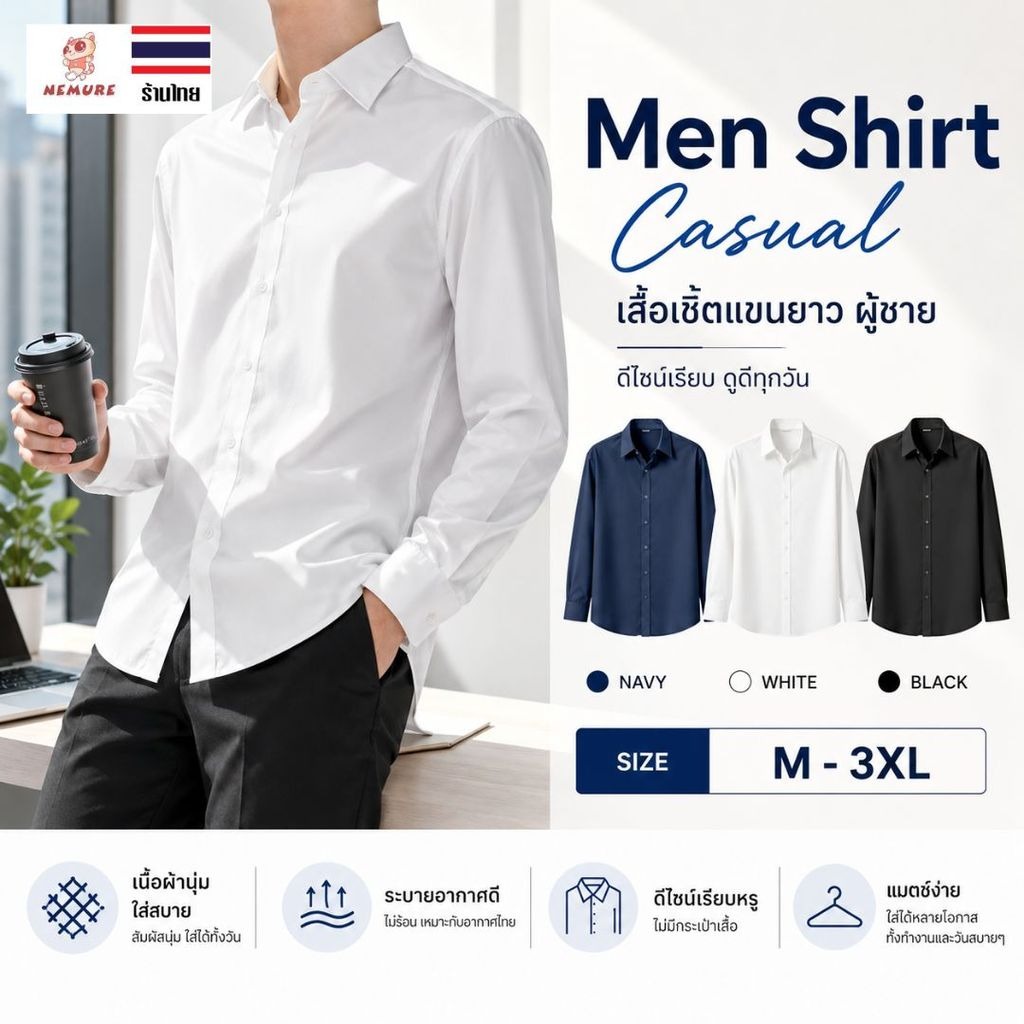 NEMURE
ร้านไทย
Men Shirt
Casual
เสื้อเชิ้ตแขนยาว ผู้ชาย
ดีไซน์เรียบ ดูดีทุกวัน
NAVY
WHITE
BLACK
SIZE
M - 3XL
เนื้อผ้านุ่ม
ใส่สบาย
สัมผัสนุ่ม ใส่ได้ทั้งวัน
ระบายอากาศดี
ไม่ร้อน เหมาะกับอากาศไทย
ดีไซน์เรียบหรู
ไม่มีกระเป๋าเสื้อ
แมตช์ง่าย
ใส่ได้หลายโอกาส
ทั้งทำงานและวันสบายๆ